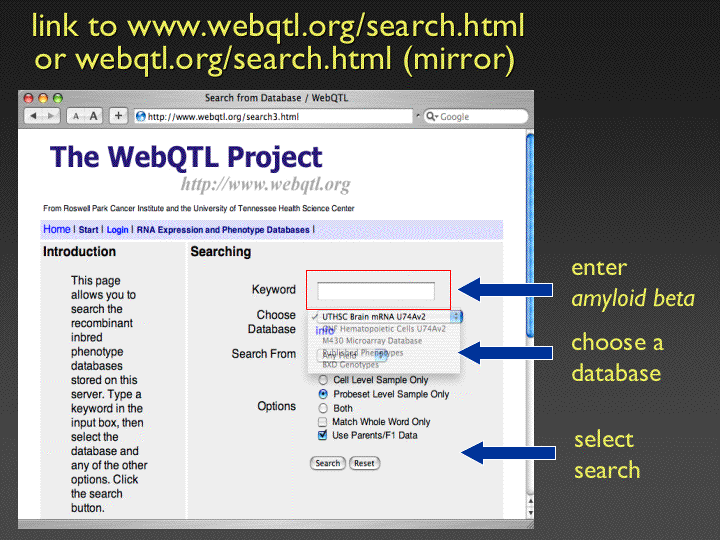 link to www.webqtl.org/search.html
or webqtl.org/search.html (mirror)
Search from Database / WebQTL
A A + http://www.webqtl.org/search3.html Google
The WebQTL Project
http://www.webqtl.org
From Roswell Park Cancer Institute and the University of Tennessee Health Science Center
Home | Start | Login | RNA Expression and Phenotype Databases |
Introduction
This page
allows you to
search the
recombinant
inbred
phenotype
databases
stored on this
server. Type a
keyword in the
input box, then
select the
database and
any of the other
options. Click
the search
button.
Searching
Keyword
Choose
Database
✓ UTHSC Brain mRNA U74Av2
GNF Hematopoietic Cells U74Av2
info
M430 Microarray Database
Published Phenotypes
BXD Genotypes
Search From
Any Field ?
Options
Cell Level Sample Only
Probeset Level Sample Only
Both
Match Whole Word Only
Use Parents/F1 Data
Search Reset
enter
amyloid beta
choose a
database
select
search